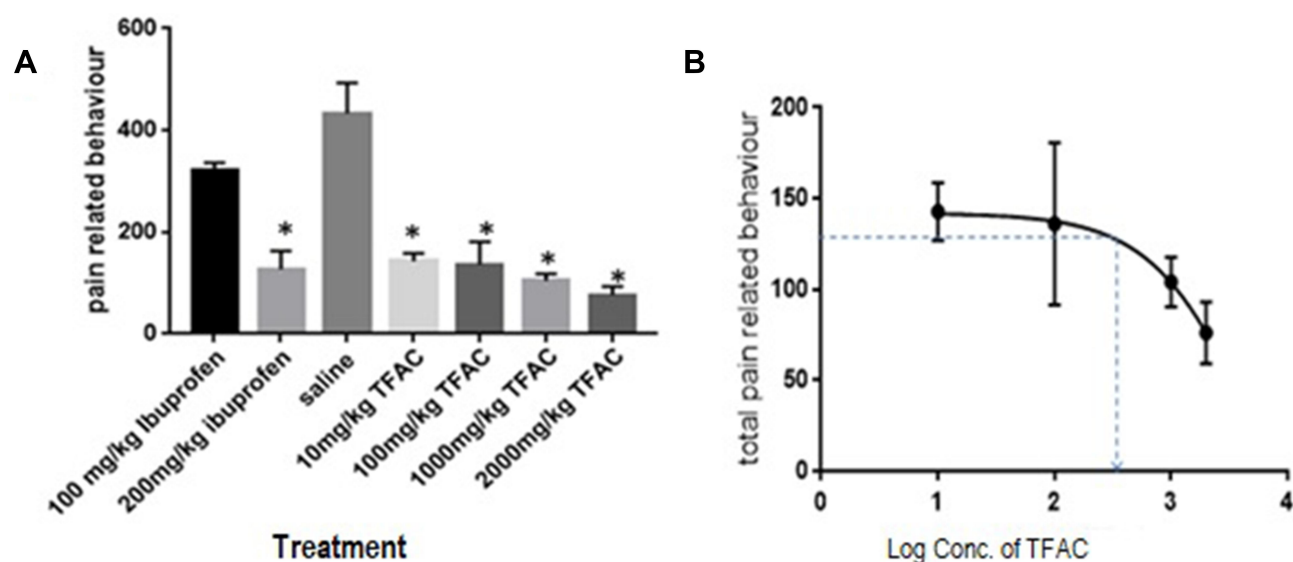 A
pain related behaviour
600
400
200
0
*
*
*
*
*
100 mg/kg Ibuprofen
200mg/kg ibuprofen
saline
10mg/kg TFAC
100mg/kg TFAC
1000mg/kg TFAC
2000mg/kg TFAC
Treatment
B
total pain related behaviour
200
150
100
50
0
0 1 2 3 4
Log Conc. of TFAC